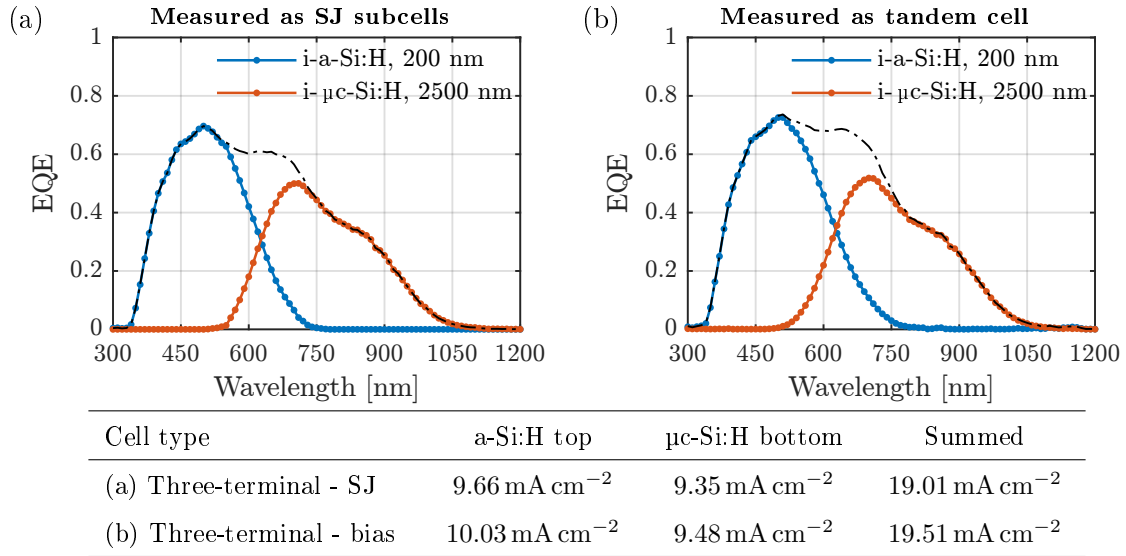 (a) Measured as SJ subcells
1
0.8
0.6
0.4
0.2
0
EQE
i-a-Si:H, 200 nm
i-µc-Si:H, 2500 nm
300 450 600 750 900 1050 1200
Wavelength [nm]
(b) Measured as tandem cell
1
0.8
0.6
0.4
0.2
0
EQE
i-a-Si:H, 200 nm
i-µc-Si:H, 2500 nm
300 450 600 750 900 1050 1200
Wavelength [nm]
Cell type a-Si:H top µc-Si:H bottom Summed
(a) Three-terminal - SJ 9.66 mA cm⁻² 9.35 mA cm⁻² 19.01 mA cm⁻²
(b) Three-terminal - bias 10.03 mA cm⁻² 9.48 mA cm⁻² 19.51 mA cm⁻²